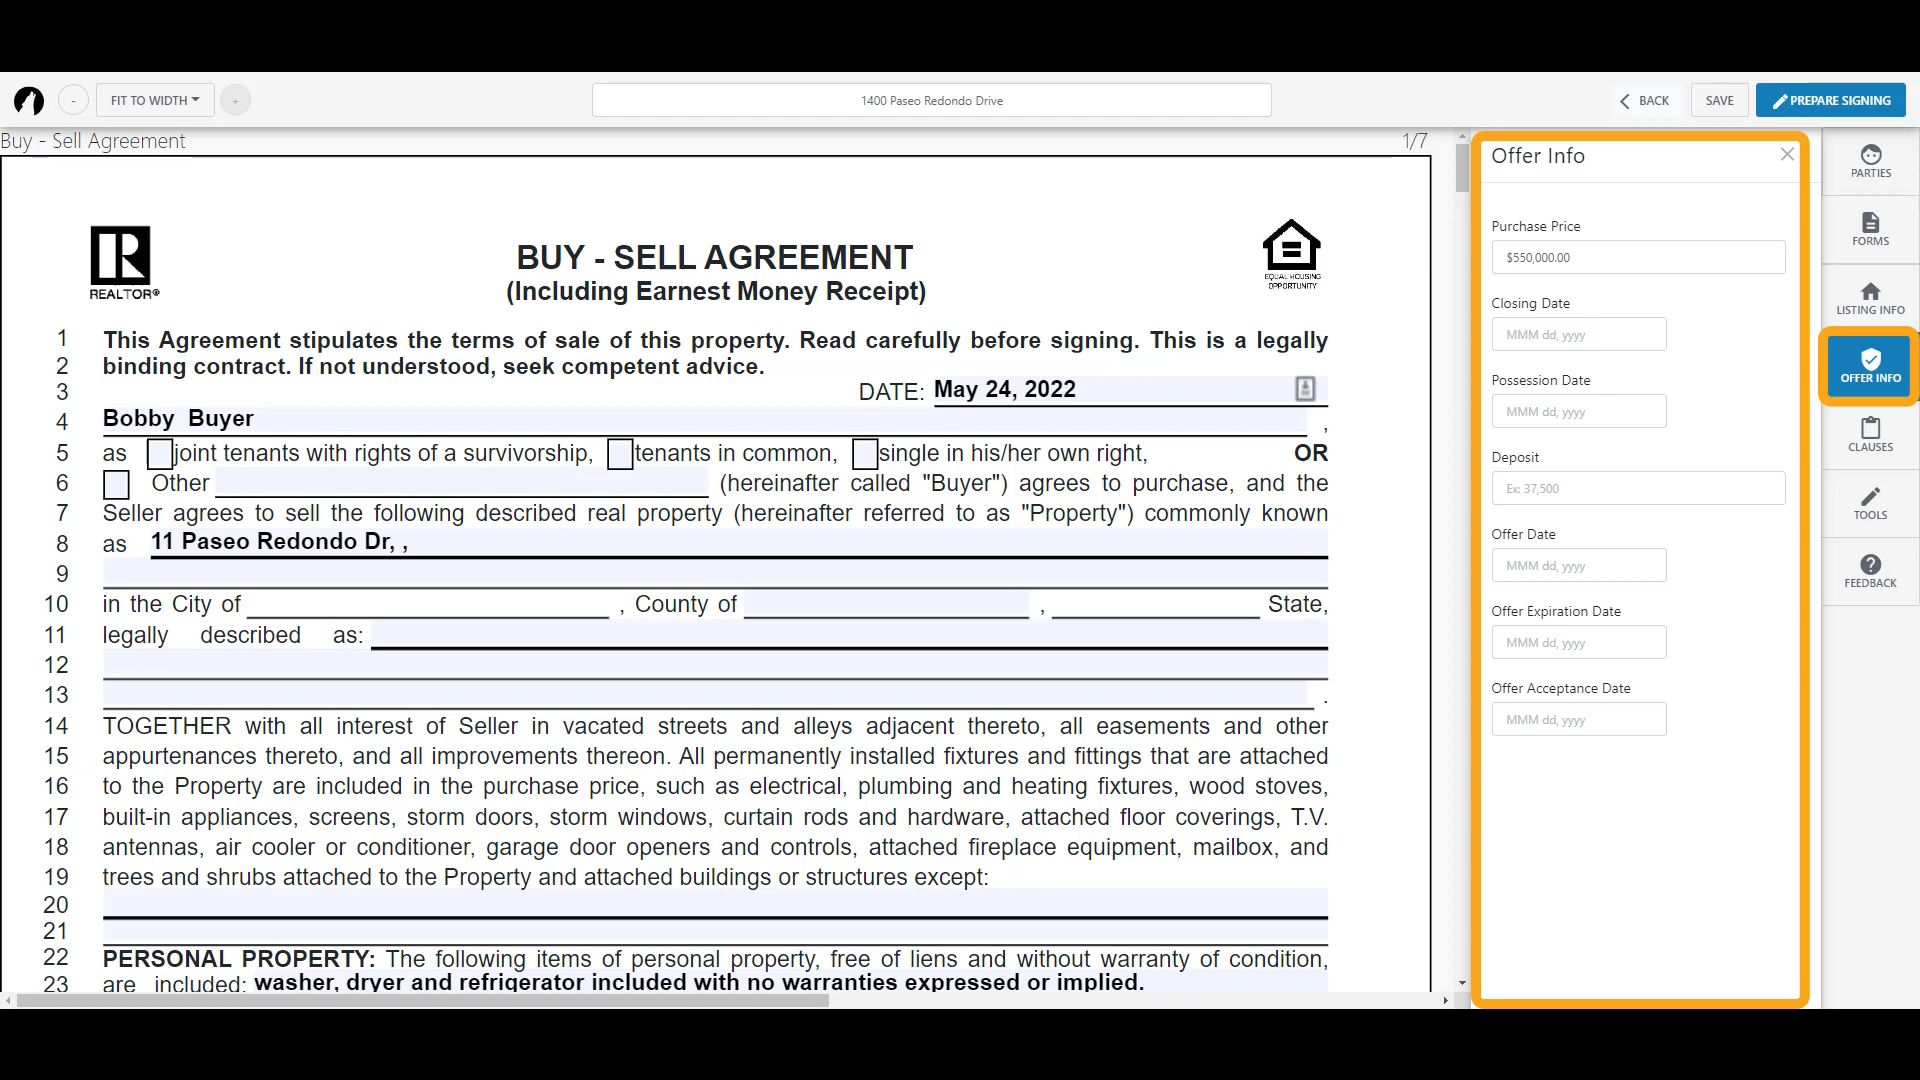 -
FIT TO WIDTH
+
1400 Paseo Redondo Drive
BACK
SAVE
PREPARE SIGNING
Buy - Sell Agreement
1/7
REALTOR®
BUY - SELL AGREEMENT
(Including Earnest Money Receipt)
EQUAL HOUSING
OPPORTUNITY
1 This Agreement stipulates the terms of sale of this property. Read carefully before signing. This is a legally
2 binding contract. If not understood, seek competent advice.
3 DATE: May 24, 2022
4 Bobby Buyer ,
5 as joint tenants with rights of a survivorship, tenants in common, single in his/her own right, OR
6 Other (hereinafter called "Buyer") agrees to purchase, and the
7 Seller agrees to sell the following described real property (hereinafter referred to as "Property") commonly known
8 as 11 Paseo Redondo Dr, ,
9
10 in the City of , County of , State,
11 legally described as:
12
13 .
14 TOGETHER with all interest of Seller in vacated streets and alleys adjacent thereto, all easements and other
15 appurtenances thereto, and all improvements thereon. All permanently installed fixtures and fittings that are attached
16 to the Property are included in the purchase price, such as electrical, plumbing and heating fixtures, wood stoves,
17 built-in appliances, screens, storm doors, storm windows, curtain rods and hardware, attached floor coverings, T.V.
18 antennas, air cooler or conditioner, garage door openers and controls, attached fireplace equipment, mailbox, and
19 trees and shrubs attached to the Property and attached buildings or structures except:
20
21
22 PERSONAL PROPERTY: The following items of personal property, free of liens and without warranty of condition,
23 are included: washer, dryer and refrigerator included with no warranties expressed or implied.
Offer Info
Purchase Price
$550,000.00
Closing Date
MMM dd, yyyy
Possession Date
MMM dd, yyyy
Deposit
Ex: 37,500
Offer Date
MMM dd, yyyy
Offer Expiration Date
MMM dd, yyyy
Offer Acceptance Date
MMM dd, yyyy
PARTIES
FORMS
LISTING INFO
OFFER INFO
CLAUSES
TOOLS
FEEDBACK